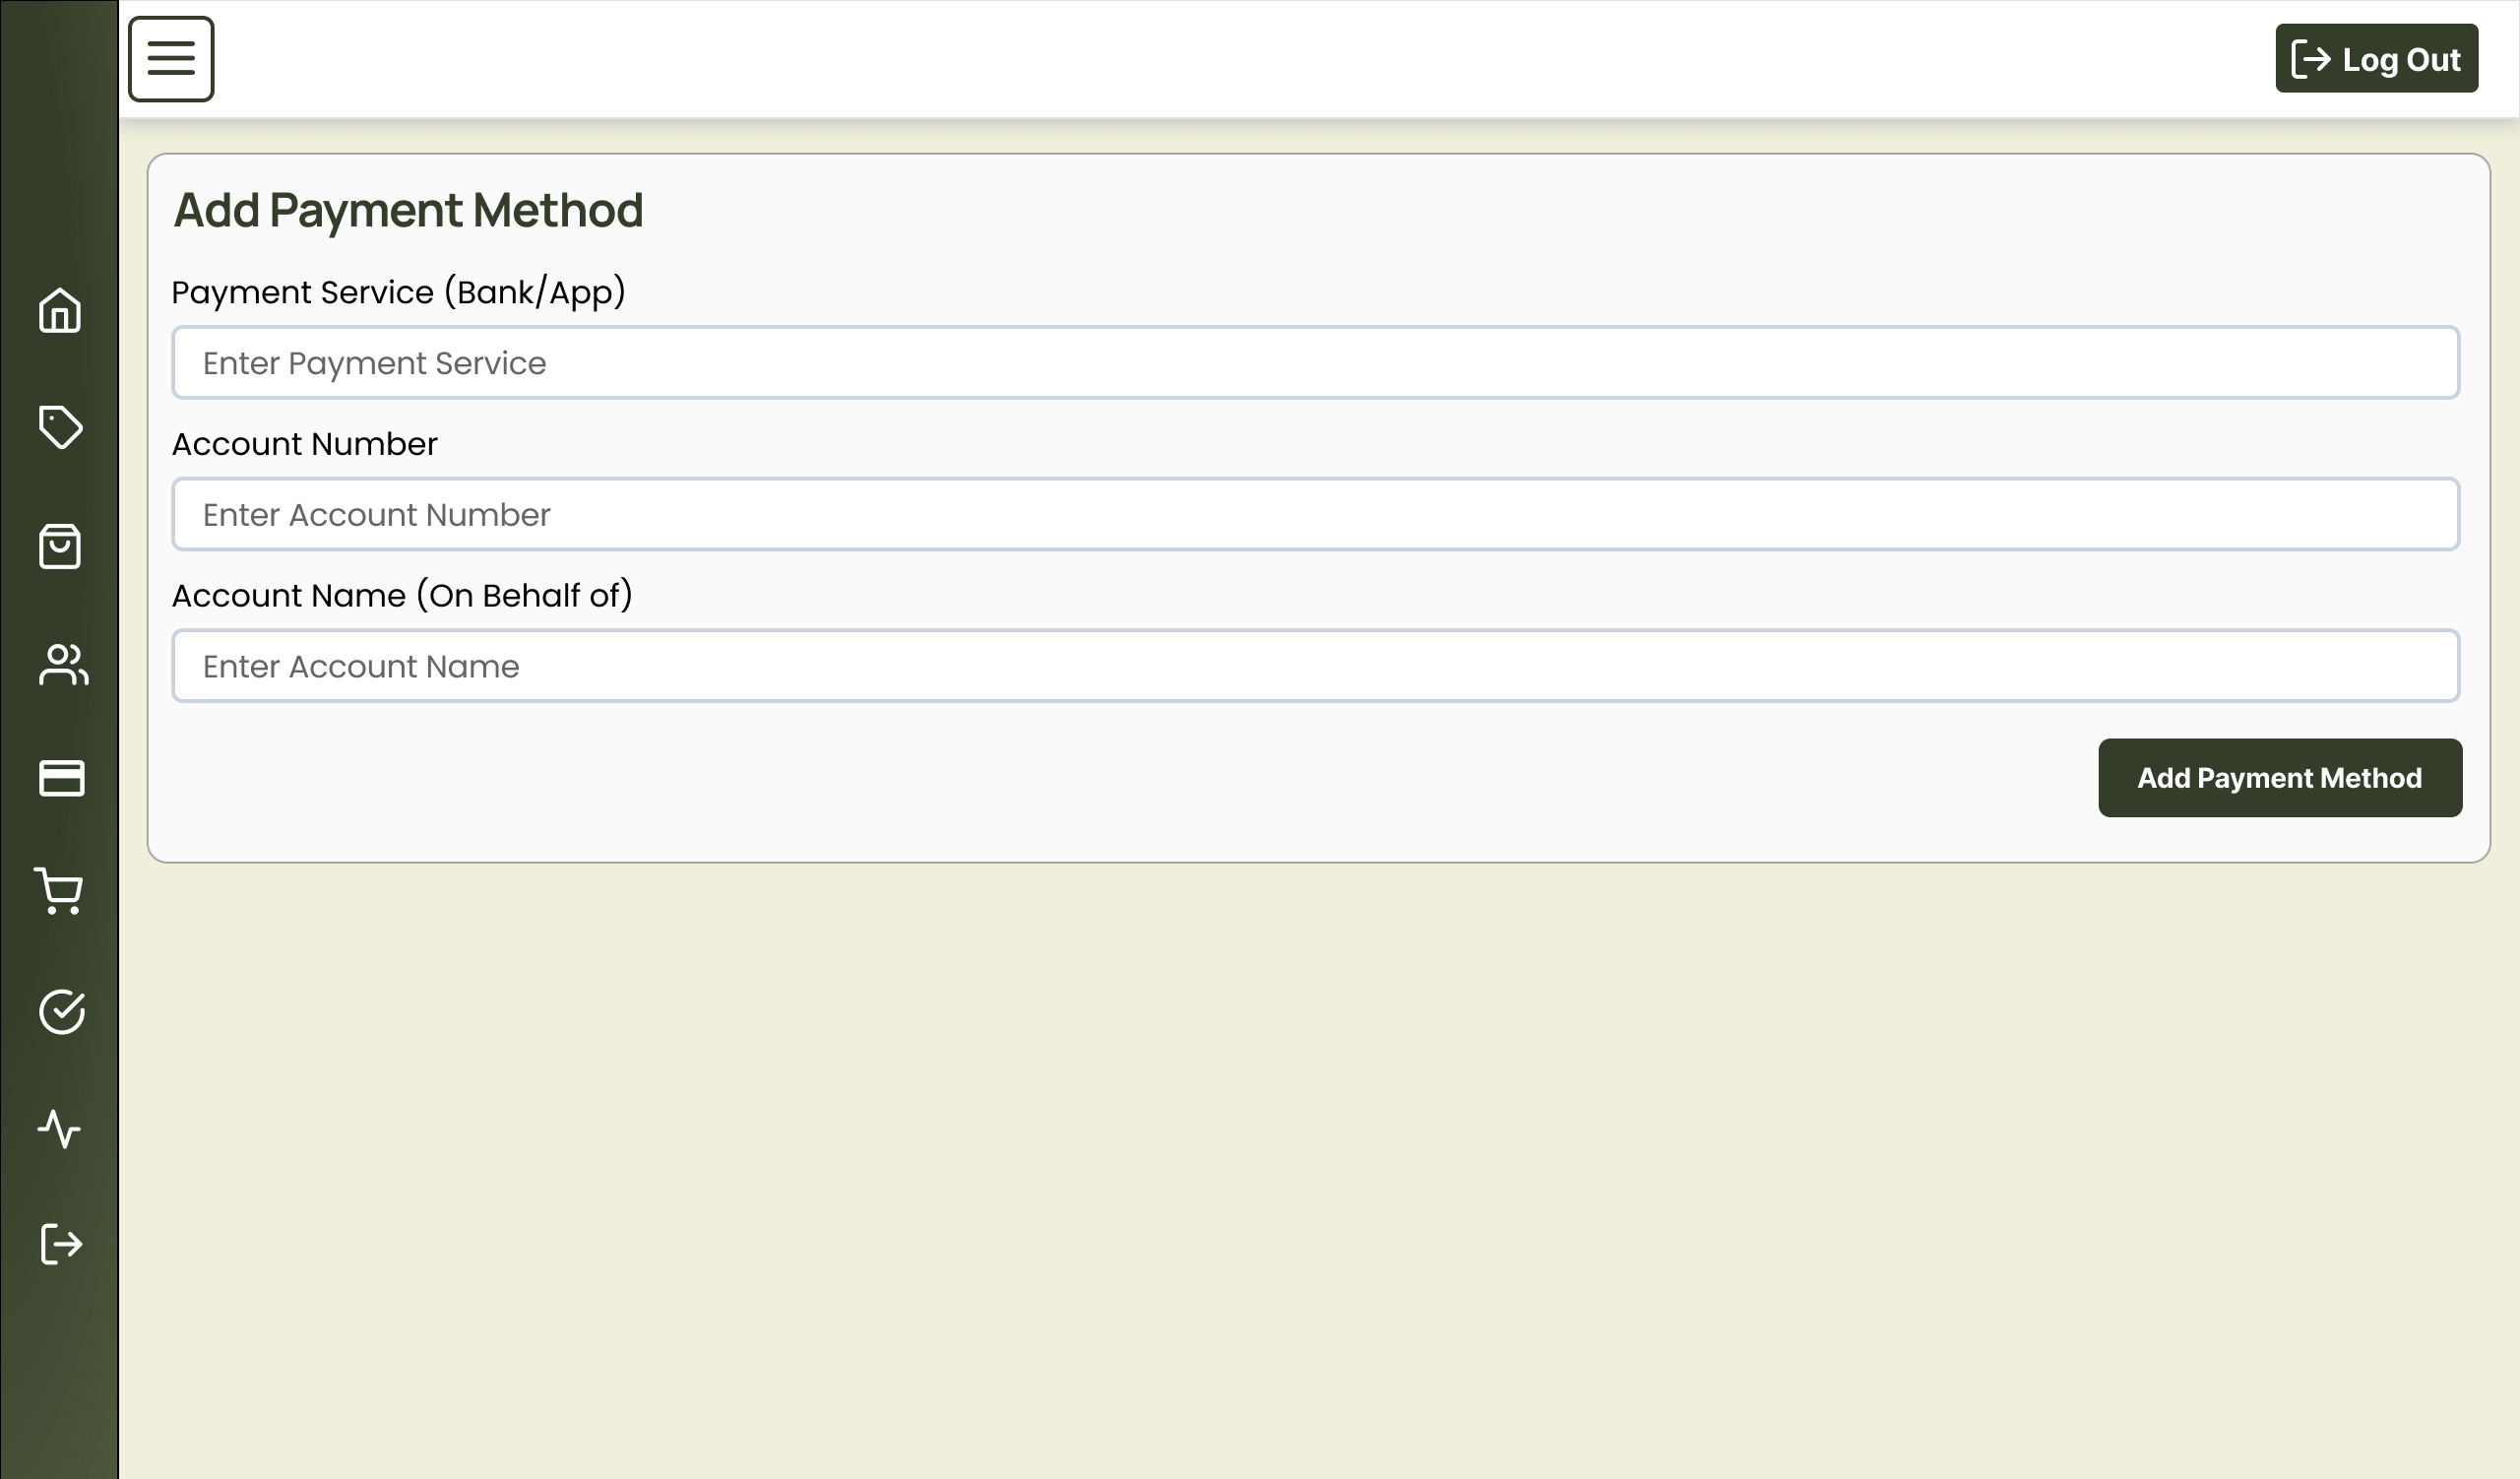 Log Out
Add Payment Method
Payment Service (Bank/App)
Enter Payment Service
Account Number
Enter Account Number
Account Name (On Behalf of)
Enter Account Name
Add Payment Method